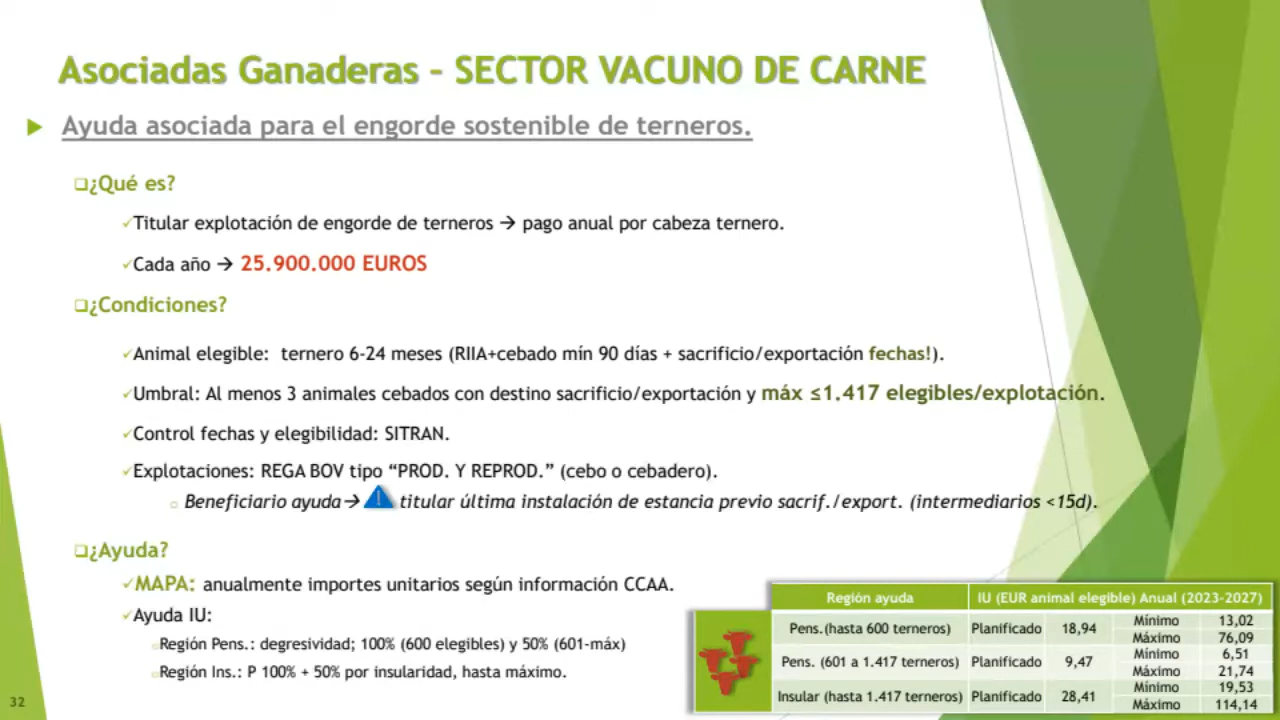 Asociadas Ganaderas – SECTOR VACUNO DE CARNE
Ayuda asociada para el engorde sostenible de terneros.
¿Qué es?
Titular explotación de engorde de terneros → pago anual por cabeza ternero.
Cada año → 25.900.000 EUROS
¿Condiciones?
Animal elegible: ternero 6-24 meses (RIIA+cebado mín 90 días + sacrificio/exportación fechas!).
Umbral: Al menos 3 animales cebados con destino sacrificio/exportación y máx ≤1.417 elegibles/explotación.
Control fechas y elegibilidad: SITRAN.
Explotaciones: REGA BOV tipo “PROD. Y REPROD.” (cebo o cebadero).
Beneficiario ayuda→ ! titular última instalación de estancia previo sacrif./export. (intermediarios <15d).
¿Ayuda?
MAPA: anualmente importes unitarios según información CCAA.
Ayuda IU:
Región Pens.: degresividad; 100% (600 elegibles) y 50% (601-máx)
Región Ins.: P 100% + 50% por insularidad, hasta máximo.
Región ayuda IU (EUR animal elegible) Anual (2023-2027)
Pens.(hasta 600 terneros) Planificado 18,94 Mínimo 13,02
Máximo 76,09
Pens. (601 a 1.417 terneros) Planificado 9,47 Mínimo 6,51
Máximo 21,74
Insular (hasta 1.417 terneros) Planificado 28,41 Mínimo 19,53
Máximo 114,14
32